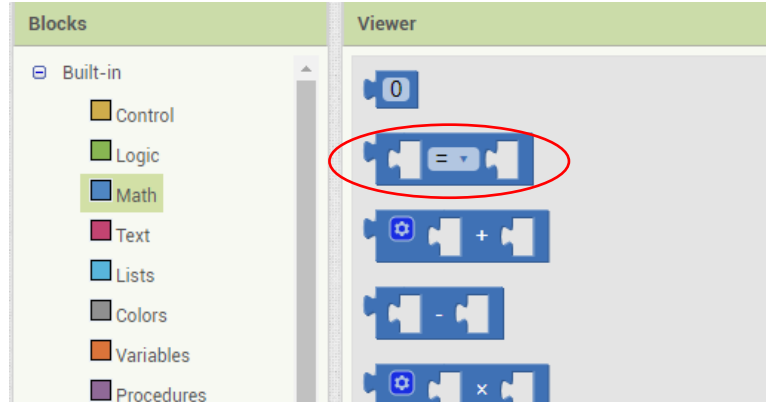 Blocks
Viewer
Built-in
Control
Logic
Math
Text
Lists
Colors
Variables
Procedures
0
=
+
-
×